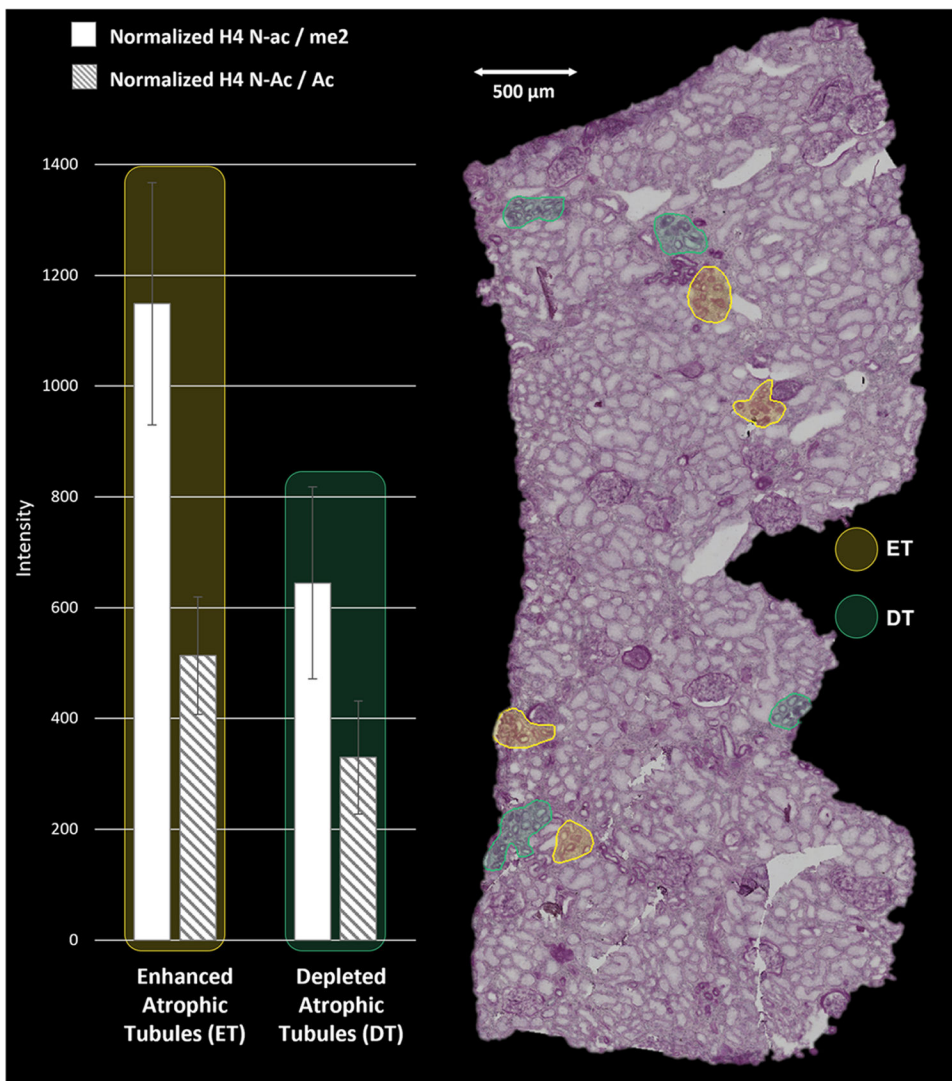 Normalized H4 N-ac / me2
Normalized H4 N-Ac / Ac
500 µm
1400
1200
1000
800
600
400
200
0
Intensity
Enhanced
Atrophic
Tubules (ET)
Depleted
Atrophic
Tubules (DT)
ET
DT